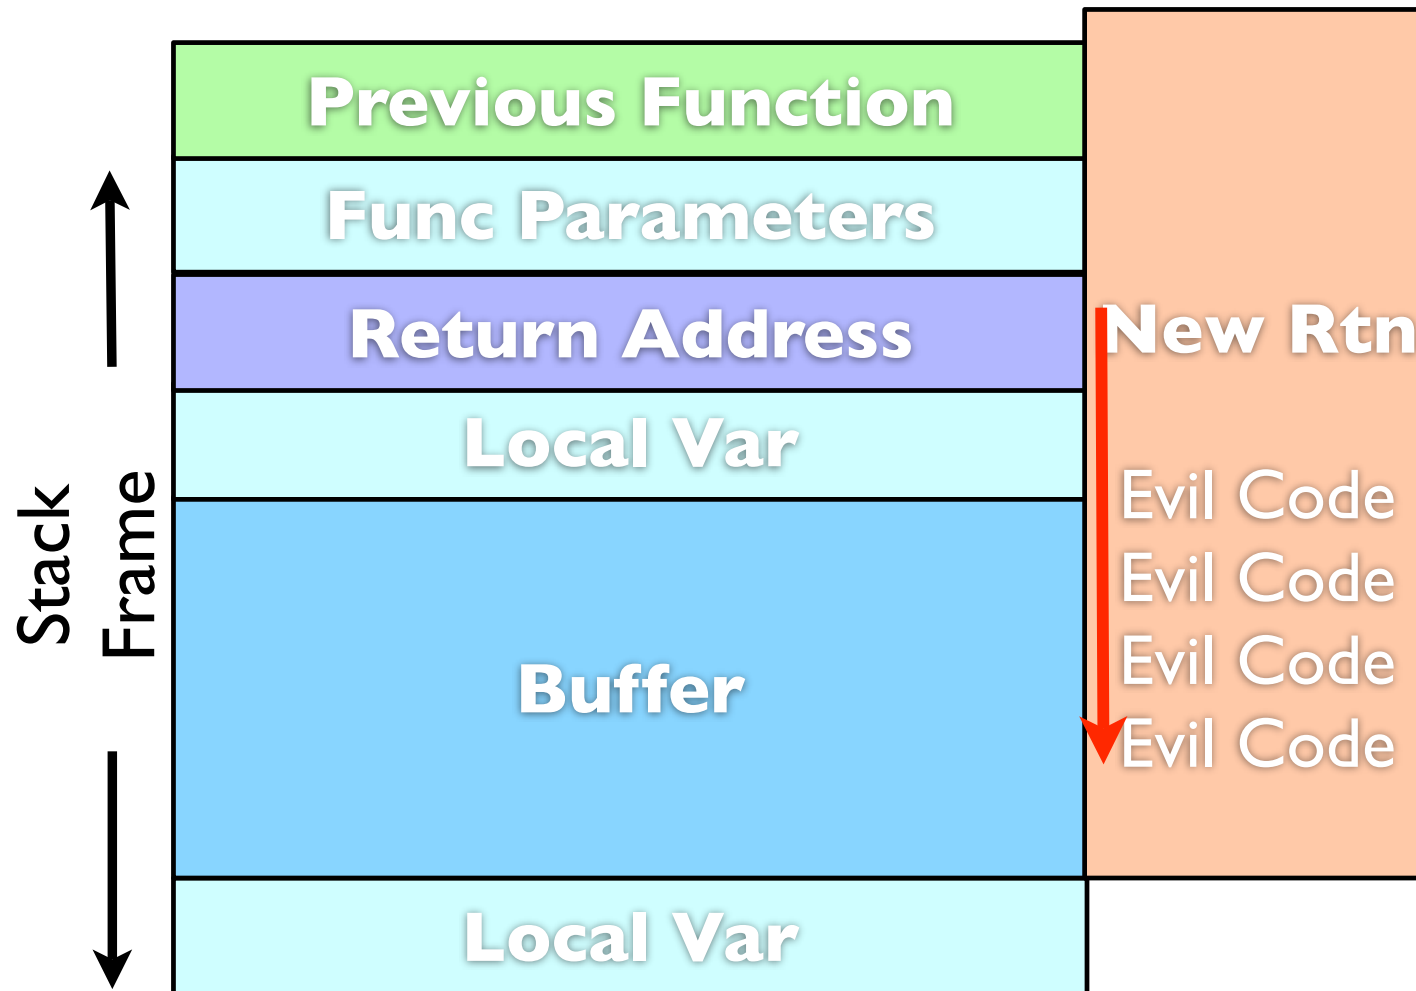 Previous Function
Func Parameters
Return Address
Local Var
Buffer
Local Var
Stack
Frame
New Rtn
Evil Code
Evil Code
Evil Code
Evil Code